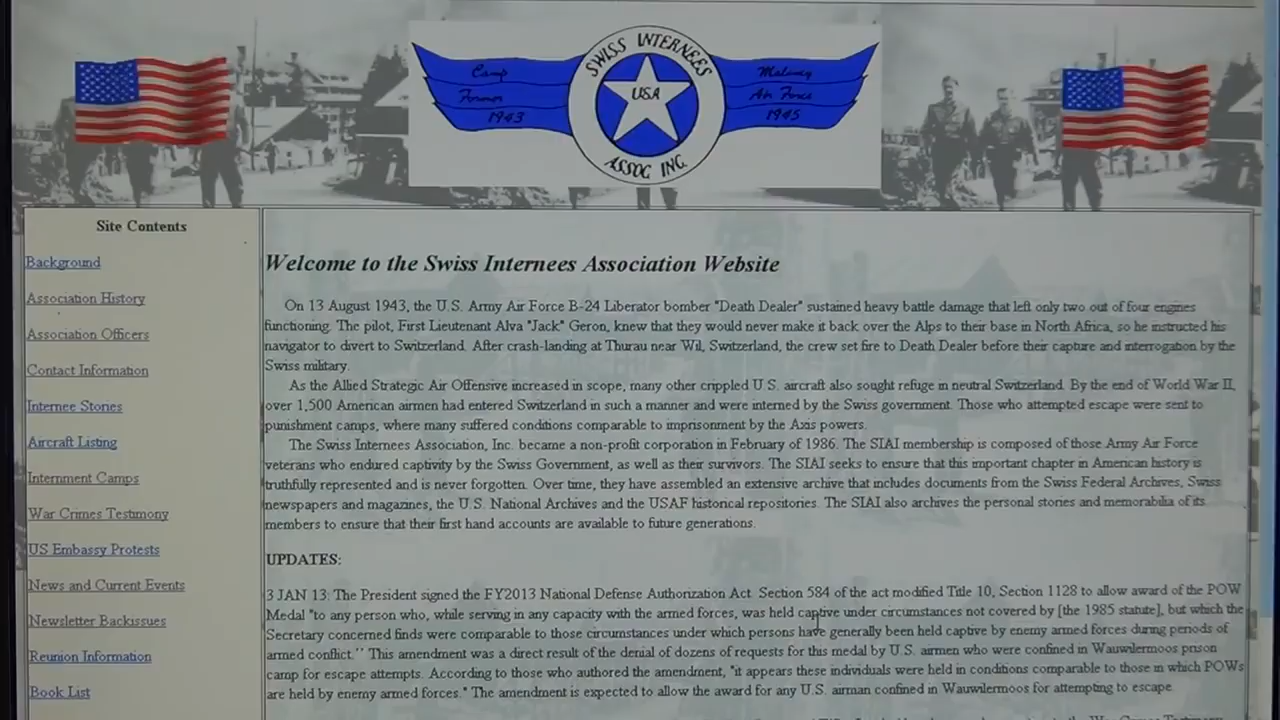 SWISS INTERNEES
Camp
USA
Air Force
1943
1945
ASSOC INC.
Site Contents
Background
Association History
Association Officers
Contact Information
Internee Stories
Aircraft Listing
Internment Camps
War Crimes Testimony
US Embassy Protests
News and Current Events
Newsletter Backissues
Reunion Information
Book List
Welcome to the Swiss Internees Association Website
On 13 August 1943, the U.S. Army Air Force B-24 Liberator bomber "Death Dealer" sustained heavy battle damage that left only two out of four engines
functioning. The pilot, First Lieutenant Alva "Jack" Geron, knew that they would never make it back over the Alps to their base in North Africa, so he instructed his
navigator to divert to Switzerland. After crash-landing at Thurau near Wil, Switzerland, the crew set fire to Death Dealer before their capture and interrogation by the
Swiss military.
As the Allied Strategic Air Offensive increased in scope, many other crippled U.S. aircraft also sought refuge in neutral Switzerland. By the end of World War II,
over 1,500 American airmen had entered Switzerland in such a manner and were interned by the Swiss government. Those who attempted escape were sent to
punishment camps, where many suffered conditions comparable to imprisonment by the Axis powers.
The Swiss Internees Association, Inc. became a non-profit corporation in February of 1986. The SIAI membership is composed of those Army Air Force
veterans who endured captivity by the Swiss Government, as well as their survivors. The SIAI seeks to ensure that this important chapter in American history is
truthfully represented and is never forgotten. Over time, they have assembled an extensive archive that includes documents from the Swiss Federal Archives, Swiss
newspapers and magazines, the U.S. National Archives and the USAF historical repositories. The SIAI also archives the personal stories and memorabilia of its
members to ensure that their first hand accounts are available to future generations.
UPDATES:
3 JAN 13: The President signed the FY2013 National Defense Authorization Act. Section 584 of the act modified Title 10, Section 1128 to allow award of the POW
Medal "to any person who, while serving in any capacity with the armed forces, was held captive under circumstances not covered by [the 1985 statute], but which the
Secretary concerned finds were comparable to those circumstances under which persons have generally been held captive by enemy armed forces during periods of
armed conflict.'' This amendment was a direct result of the denial of dozens of requests for this medal by U.S. airmen who were confined in Wauwilermoos prison
camp for escape attempts. According to those who authored the amendment, "it appears these individuals were held in conditions comparable to those in which POWs
are held by enemy armed forces." The amendment is expected to allow the award for any U.S. airman confined in Wauwilermoos for attempting to escape.